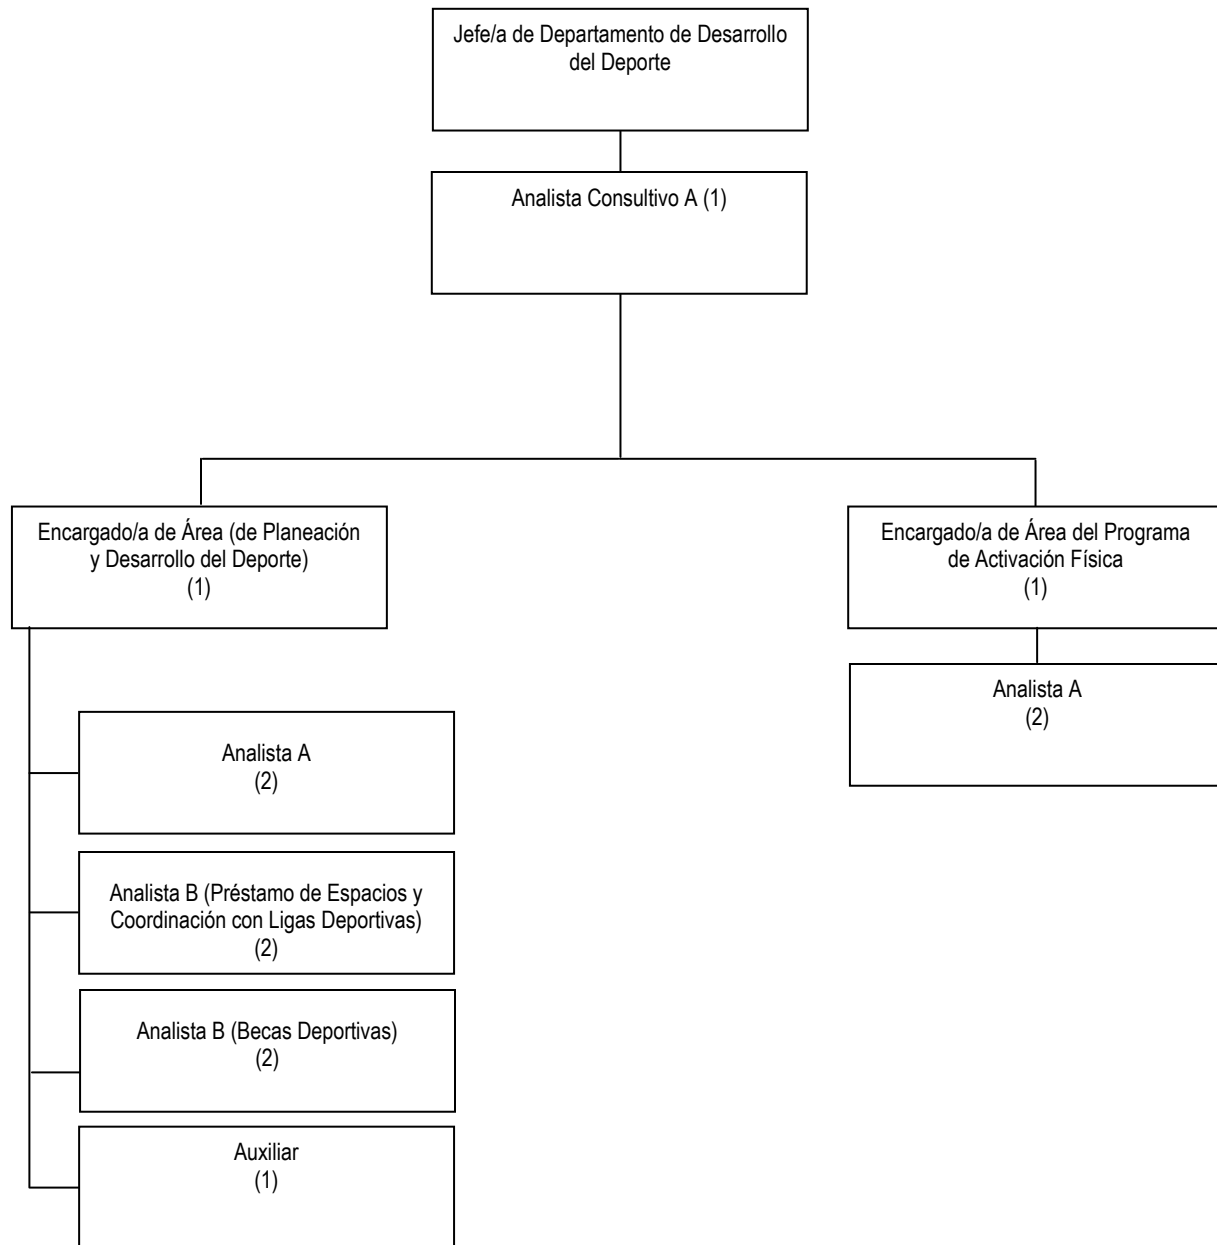 Jefe/a de Departamento de Desarrollo
del Deporte
Analista Consultivo A (1)
Encargado/a de Área (de Planeación
y Desarrollo del Deporte)
(1)
Encargado/a de Área del Programa
de Activación Física
(1)
Analista A
(2)
Analista A
(2)
Analista B (Préstamo de Espacios y
Coordinación con Ligas Deportivas)
(2)
Analista B (Becas Deportivas)
(2)
Auxiliar
(1)